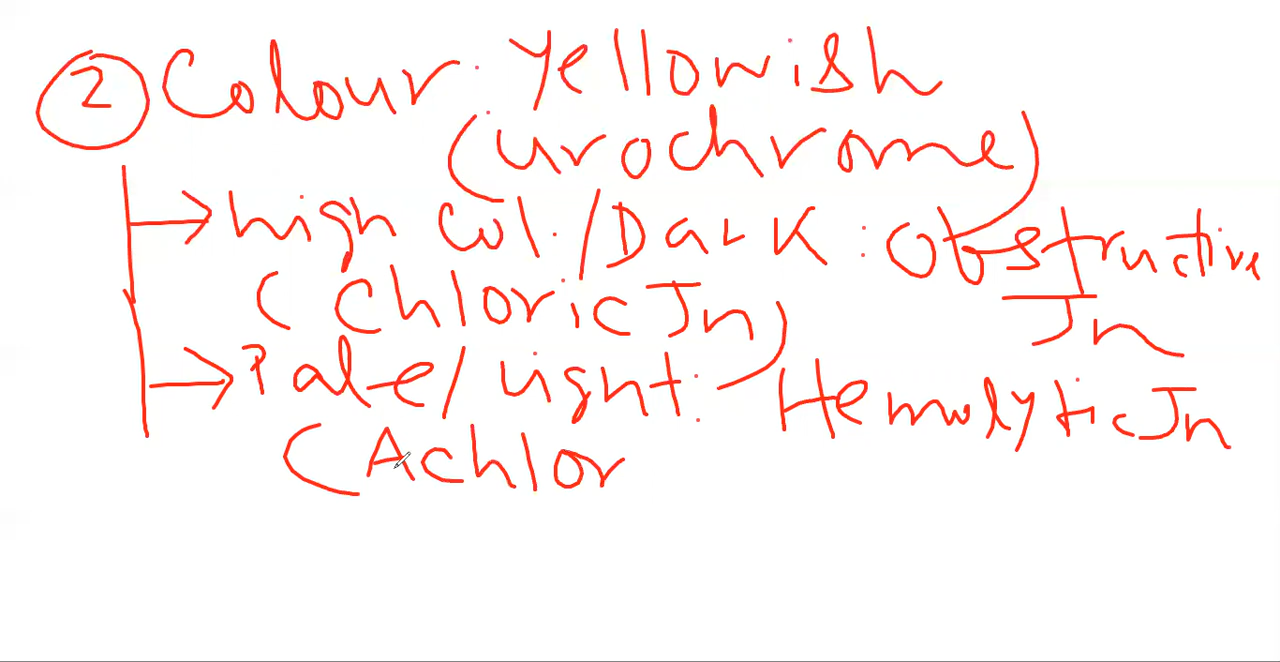 ② Colour: Yellowish
(urochrome)
→ high Col./Dark: Obstructive
Jn
(Chloric Jn)
→ Pale/Light: Hemolytic Jn
(Achlor